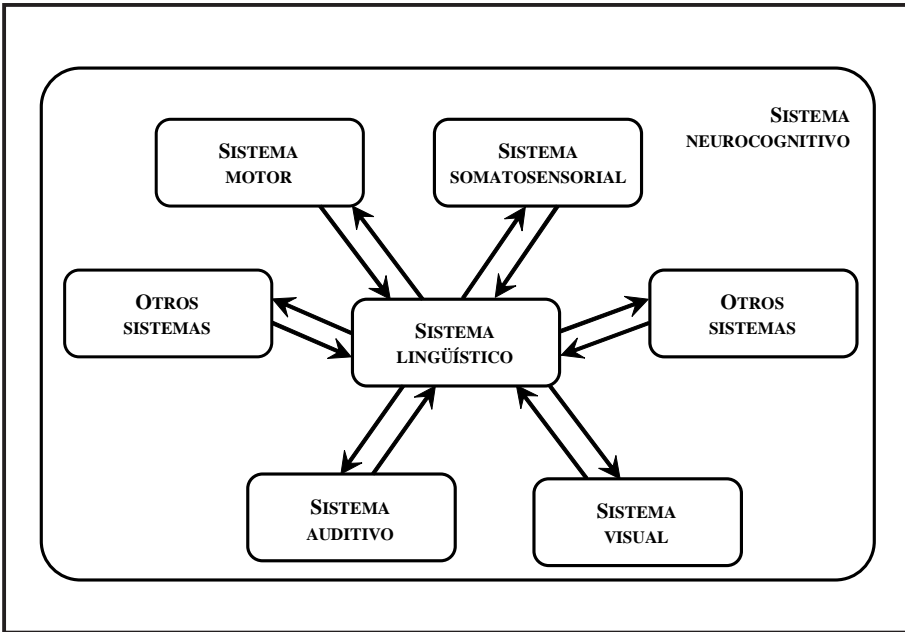 SISTEMA
NEUROCOGNITIVO
SISTEMA
MOTOR
SISTEMA
SOMATOSENSORIAL
OTROS
SISTEMAS
SISTEMA
LINGÜÍSTICO
OTROS
SISTEMAS
SISTEMA
AUDITIVO
SISTEMA
VISUAL